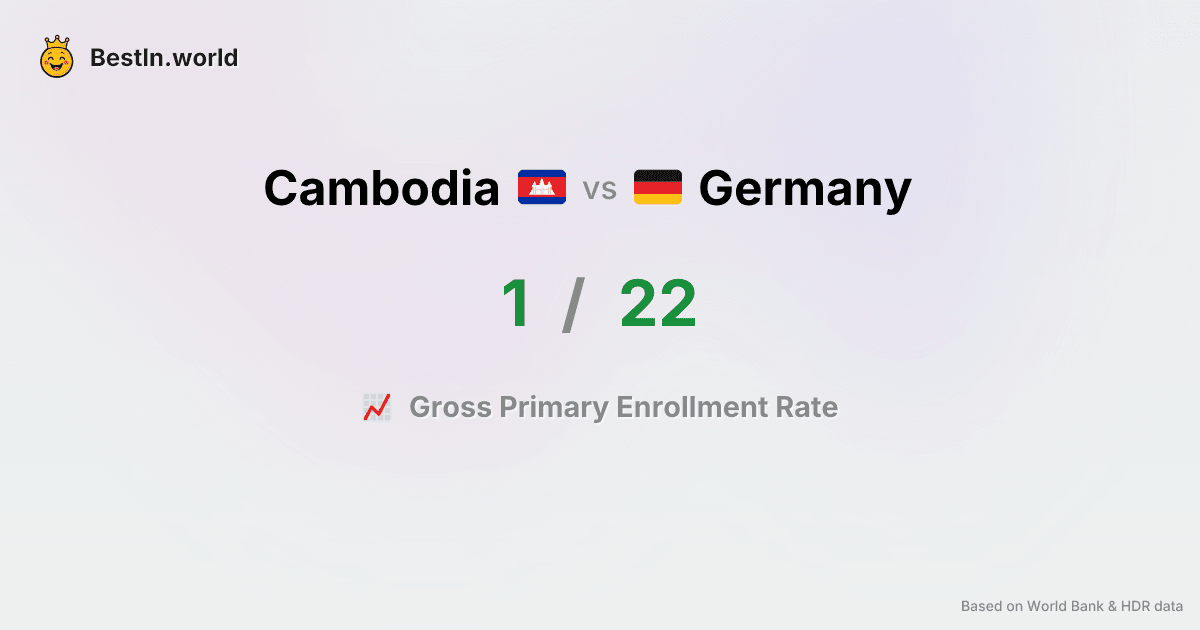 BestIn.world
Cambodia vs Germany
1 / 22
Gross Primary Enrollment Rate
Based on World Bank & HDR data